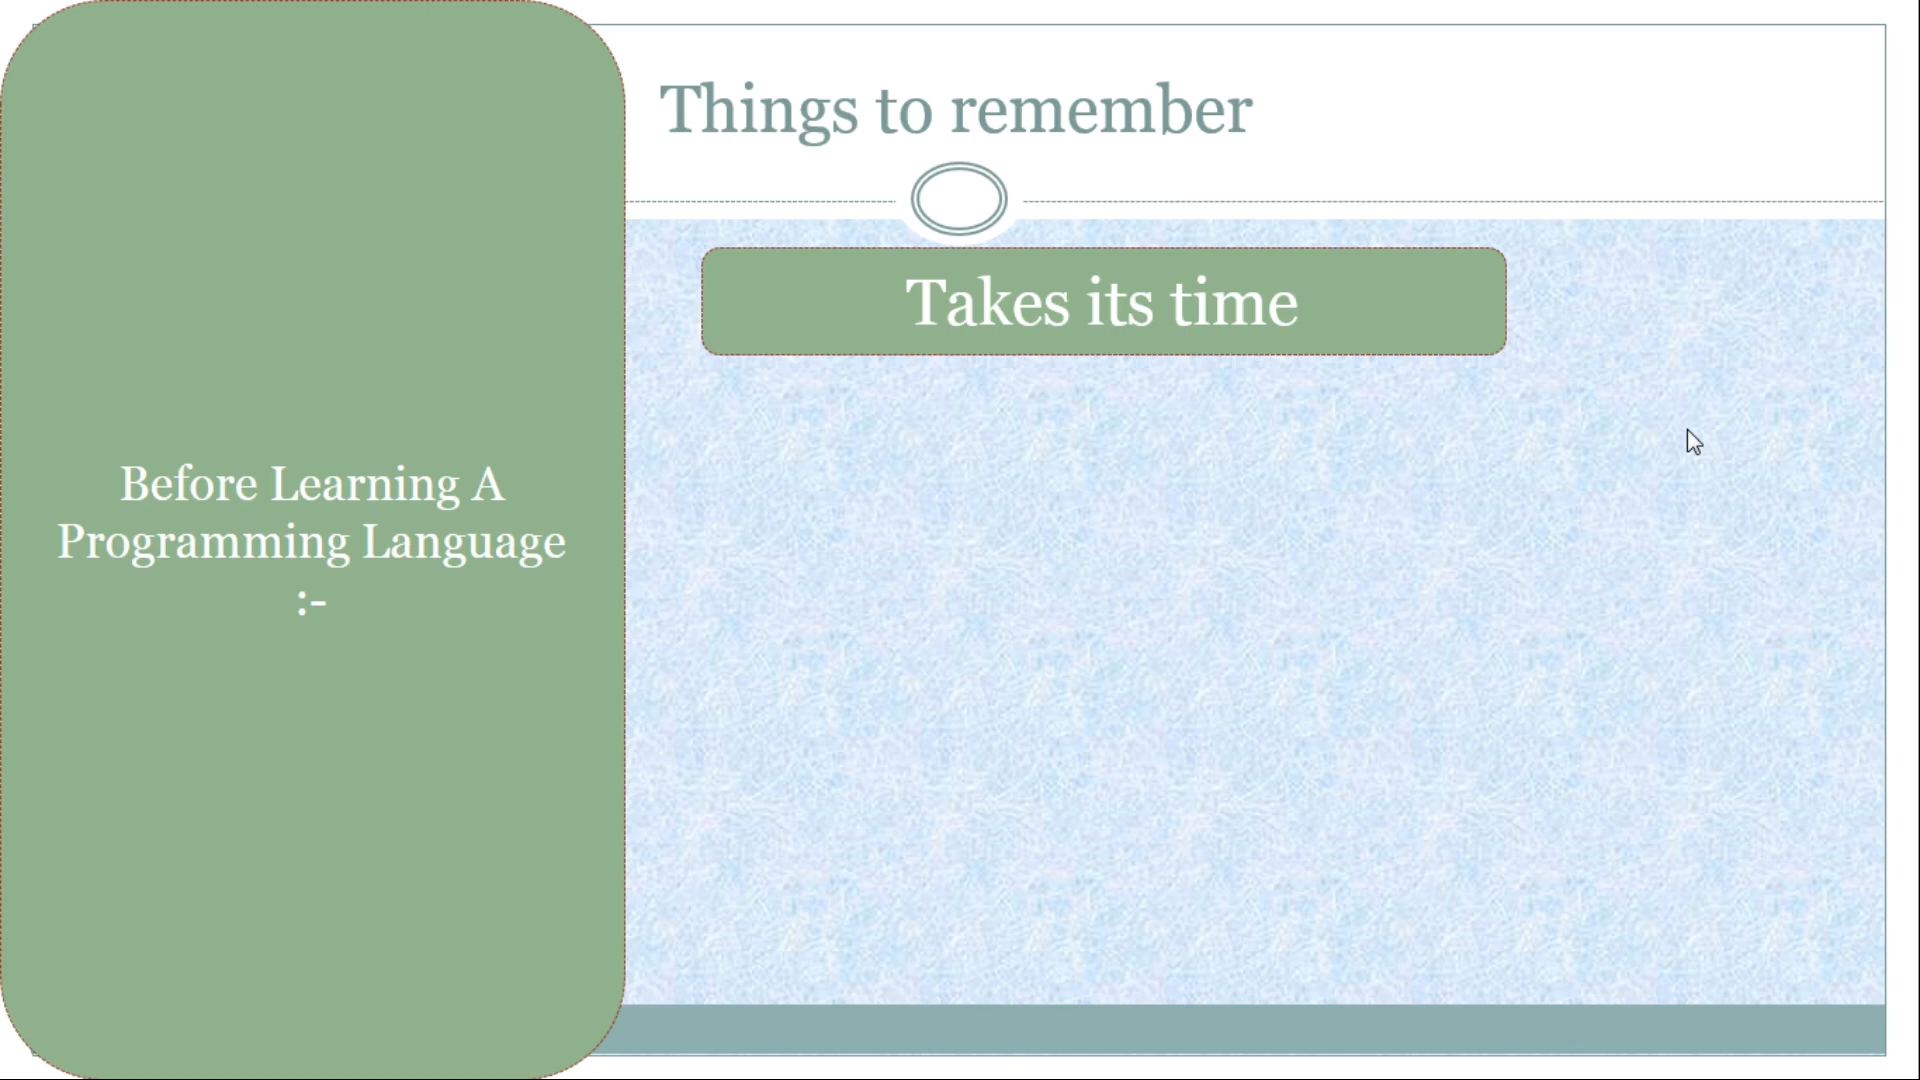 Things to remember
Takes its time
Before Learning A
Programming Language
:-